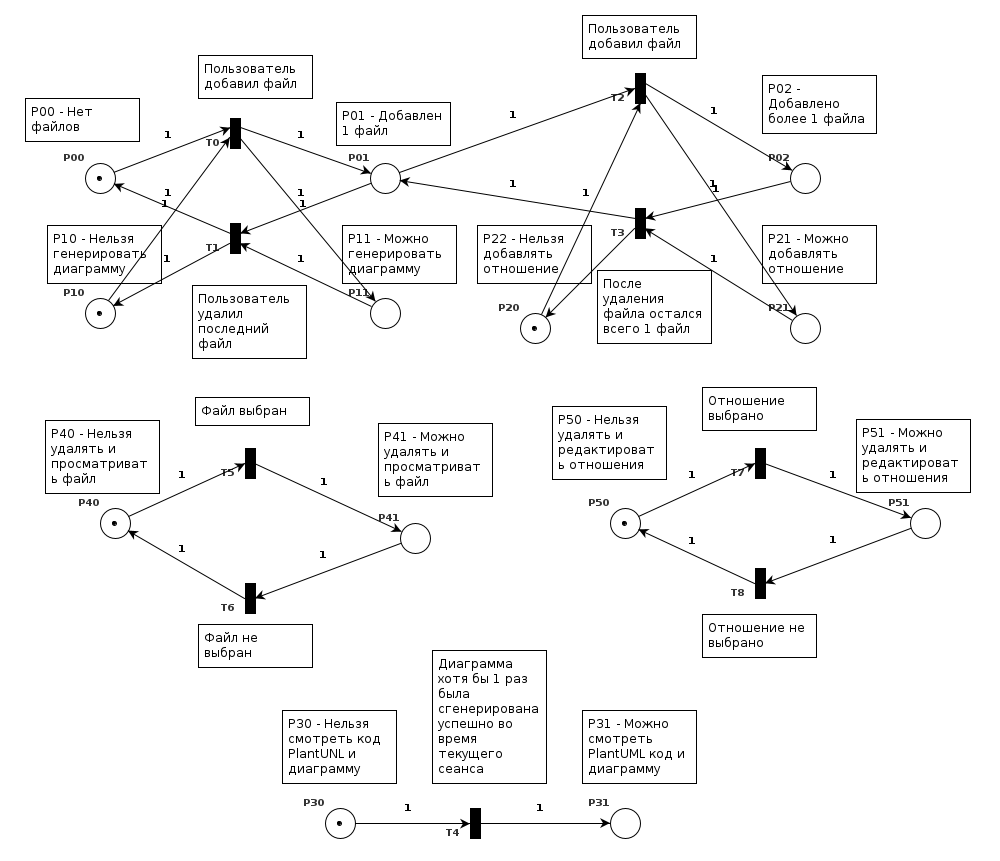 Пользователь
добавил файл
Пользователь
добавил файл
P00 - Нет
файлов
P01 - Добавлен
1 файл
P02 -
Добавлено
более 1 файла
T2
1
1
1
1
T0
P00
P01
P02
1
1
1
1
1
1
1
1
T1
T3
P10 - Нельзя
генерировать
диаграмму
P11 - Можно
генерировать
диаграмму
P22 - Нельзя
добавлять
отношение
P21 - Можно
добавлять
отношение
1
1
1
P10
P11
P20
P21
Пользователь
удалил
последний
файл
После
удаления
файла остался
всего 1 файл
Файл выбран
Отношение
выбрано
P40 - Нельзя
удалять и
просматриват
ь файл
P41 - Можно
удалять и
просматриват
ь файл
P50 - Нельзя
удалять и
редактироват
ь отношения
P51 - Можно
удалять и
редактироват
ь отношения
1
T5
1
1
T7
1
P40
P41
P50
P51
1
1
1
1
T6
T8
Файл не
выбран
Отношение не
выбрано
Диаграмма
хотя бы 1 раз
была
сгенерирована
успешно во
время
текущего
сеанса
P30 - Нельзя
смотреть код
PlantUNL и
диаграмму
P31 - Можно
смотреть
PlantUML код и
диаграмму
P30
1
T4
1
P31